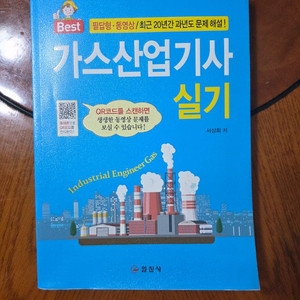 Best
필답형·동영상/최근 20년간 과년도 문제 해설!
가스산업기사
실기
QR코드를 스캔하면
생생한 동영상 문제를
보실 수 있습니다!
Industrial Engineer Gas